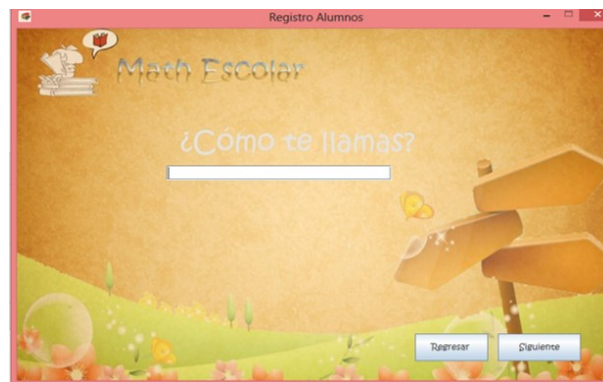 Registro Alumnos
Math Escolar
¿Cómo te llamas?
Regresar
Siguiente